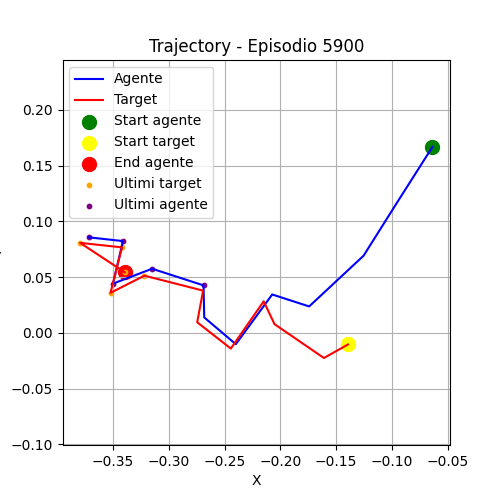 Trajectory - Episodio 5900
Agente
Target
Start agente
Start target
End agente
Ultimi target
Ultimi agente
0.20
0.15
0.10
0.05
0.00
−0.05
−0.10
−0.35
−0.30
−0.25
−0.20
−0.15
−0.10
−0.05
X